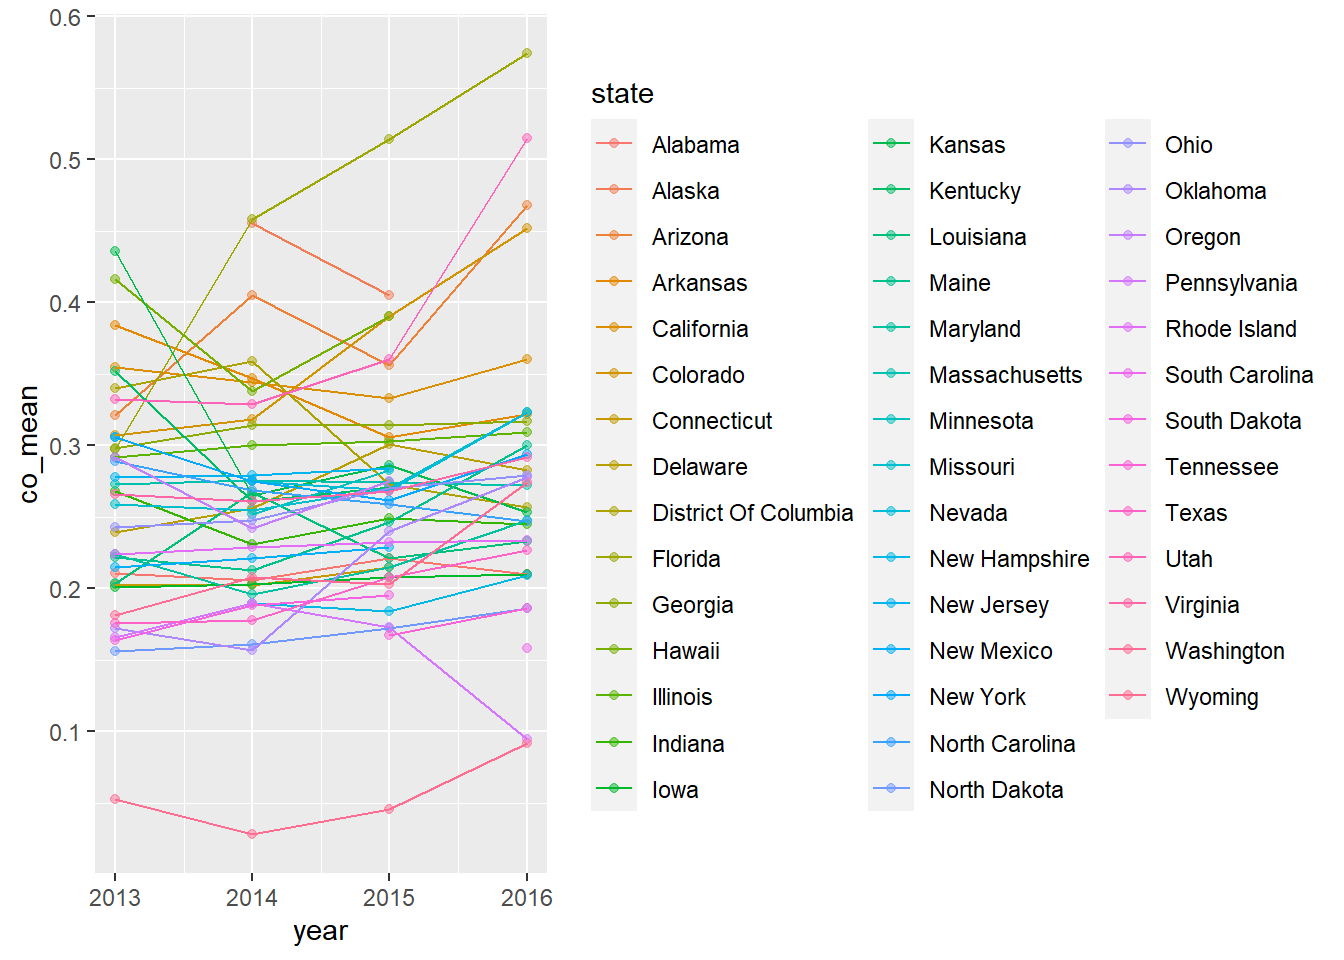 0.6
0.5
0.4
0.3
0.2
0.1
co_mean
2013 2014 2015 2016
year
state
Alabama
Alaska
Arizona
Arkansas
California
Colorado
Connecticut
Delaware
District Of Columbia
Florida
Georgia
Hawaii
Illinois
Indiana
Iowa
Kansas
Kentucky
Louisiana
Maine
Maryland
Massachusetts
Minnesota
Missouri
Nevada
New Hampshire
New Jersey
New Mexico
New York
North Carolina
North Dakota
Ohio
Oklahoma
Oregon
Pennsylvania
Rhode Island
South Carolina
South Dakota
Tennessee
Texas
Utah
Virginia
Washington
Wyoming